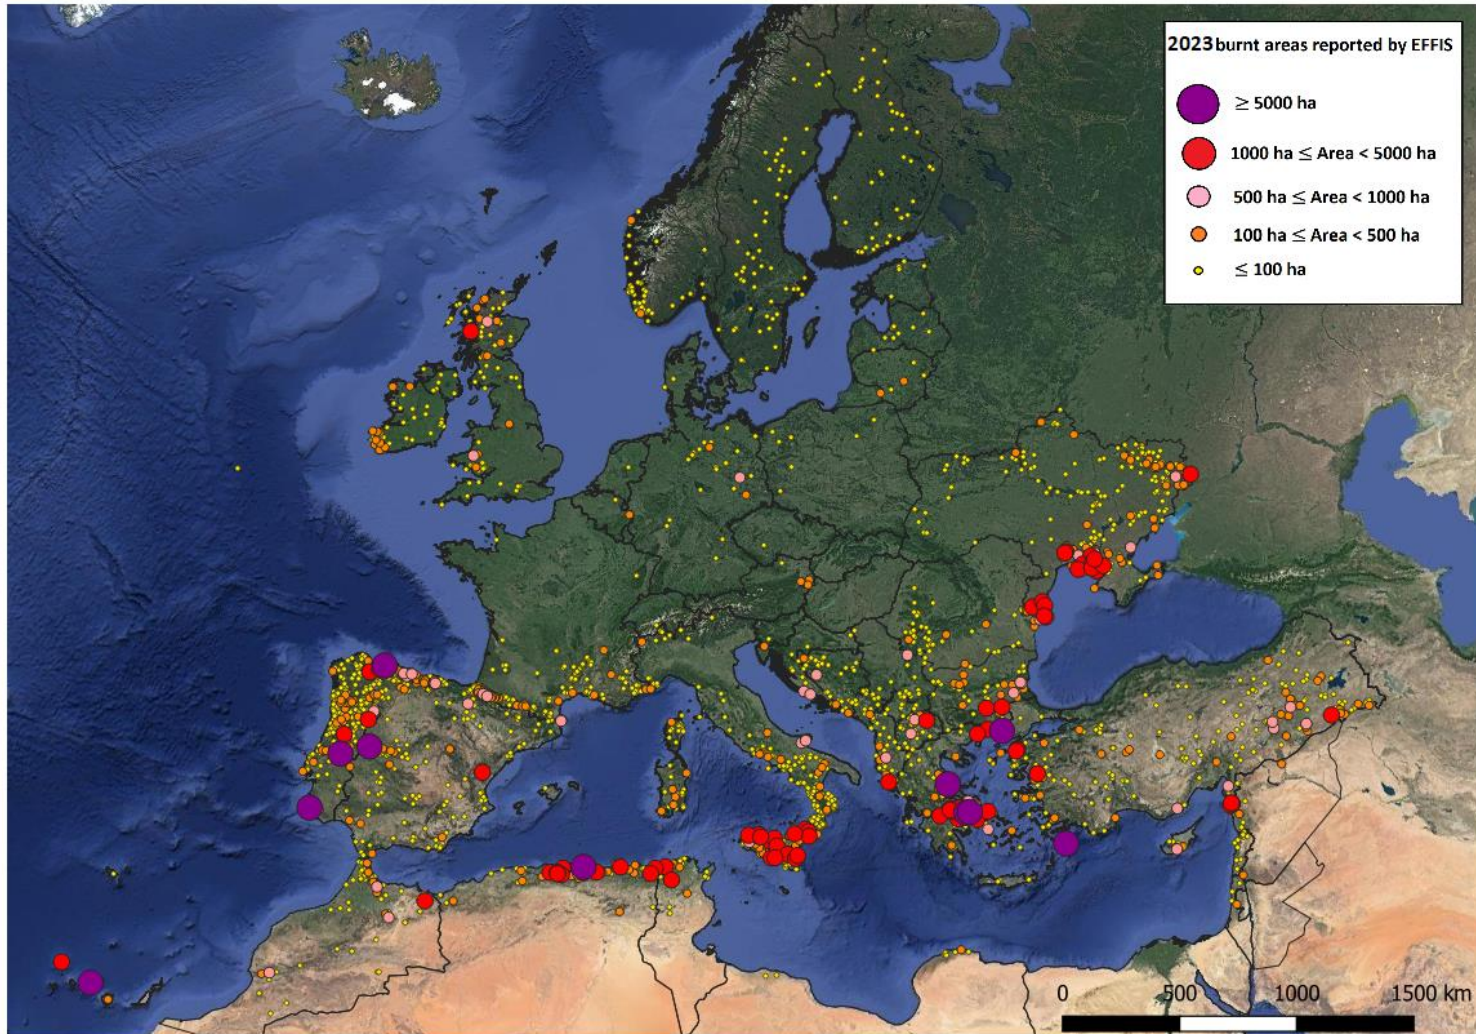 2023 burnt areas reported by EFFIS
≥ 5000 ha
1000 ha ≤ Area < 5000 ha
500 ha ≤ Area < 1000 ha
100 ha ≤ Area < 500 ha
≤ 100 ha
0 500 1000 1500 km